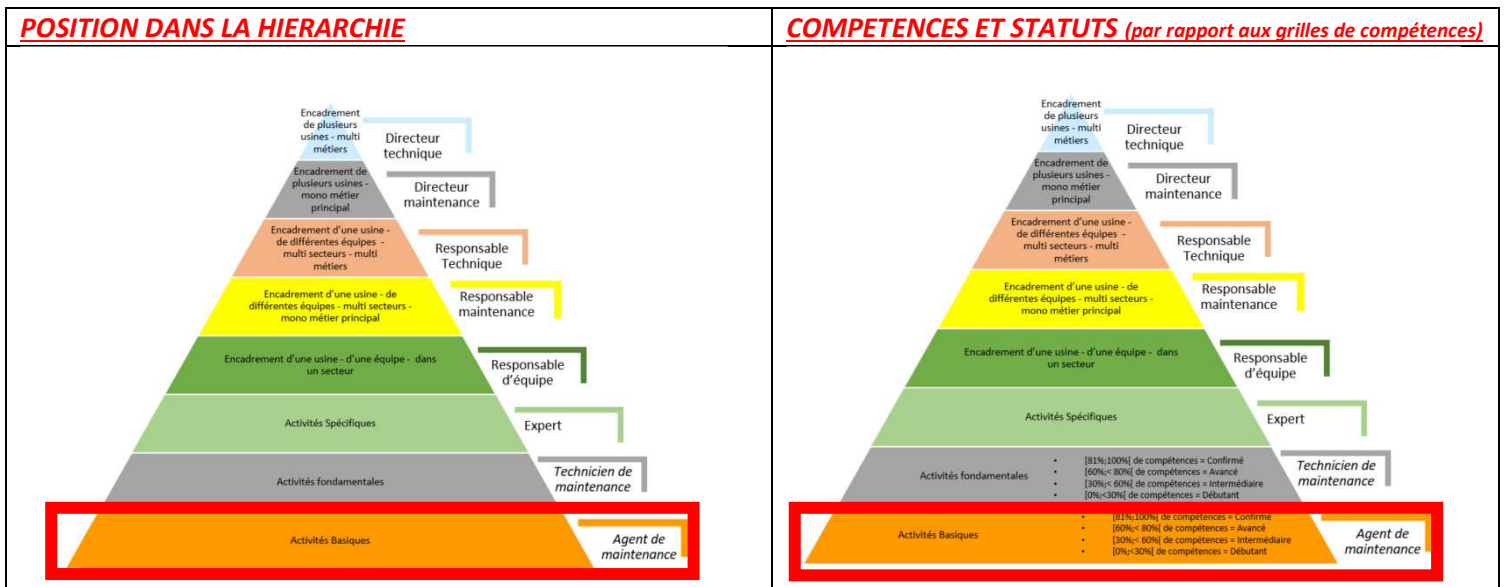 POSITION DANS LA HIERARCHIE
Encadrement
de plusieurs
usines - multi
métiers
Directeur
technique
Encadrement de
plusieurs usines -
mono métier
principal
Directeur
maintenance
Encadrement d'une usine -
de différentes équipes -
multi secteurs - multi
métiers
Responsable
Technique
Encadrement d'une usine - de
différentes équipes - multi secteurs -
mono métier principal
Responsable
maintenance
Encadrement d'une usine - d'une équipe - dans
un secteur
Responsable
d'équipe
Activités Spécifiques
Expert
Activités fondamentales
Technicien de
maintenance
Activités Basiques
Agent de
maintenance
COMPETENCES ET STATUTS (par rapport aux grilles de compétences)
Encadrement
de plusieurs
usines - multi
métiers
Directeur
technique
Encadrement de
plusieurs usines -
mono métier
principal
Directeur
maintenance
Encadrement d'une usine -
de différentes équipes -
multi secteurs - multi
métiers
Responsable
Technique
Encadrement d'une usine - de
différentes équipes - multi secteurs -
mono métier principal
Responsable
maintenance
Encadrement d'une usine - d'une équipe - dans
un secteur
Responsable
d'équipe
Activités Spécifiques
Expert
Activités fondamentales
• [81%;100%[ de compétences = Confirmé
• [60%;< 80%[ de compétences = Avancé
• [30%;< 60%[ de compétences = Intermédiaire
• [0%;<30%[ de compétences = Débutant
Technicien de
maintenance
Activités Basiques
• [81%;100%[ de compétences = Confirmé
• [60%;< 80%[ de compétences = Avancé
• [30%;< 60%[ de compétences = Intermédiaire
• [0%;<30%[ de compétences = Débutant
Agent de
maintenance